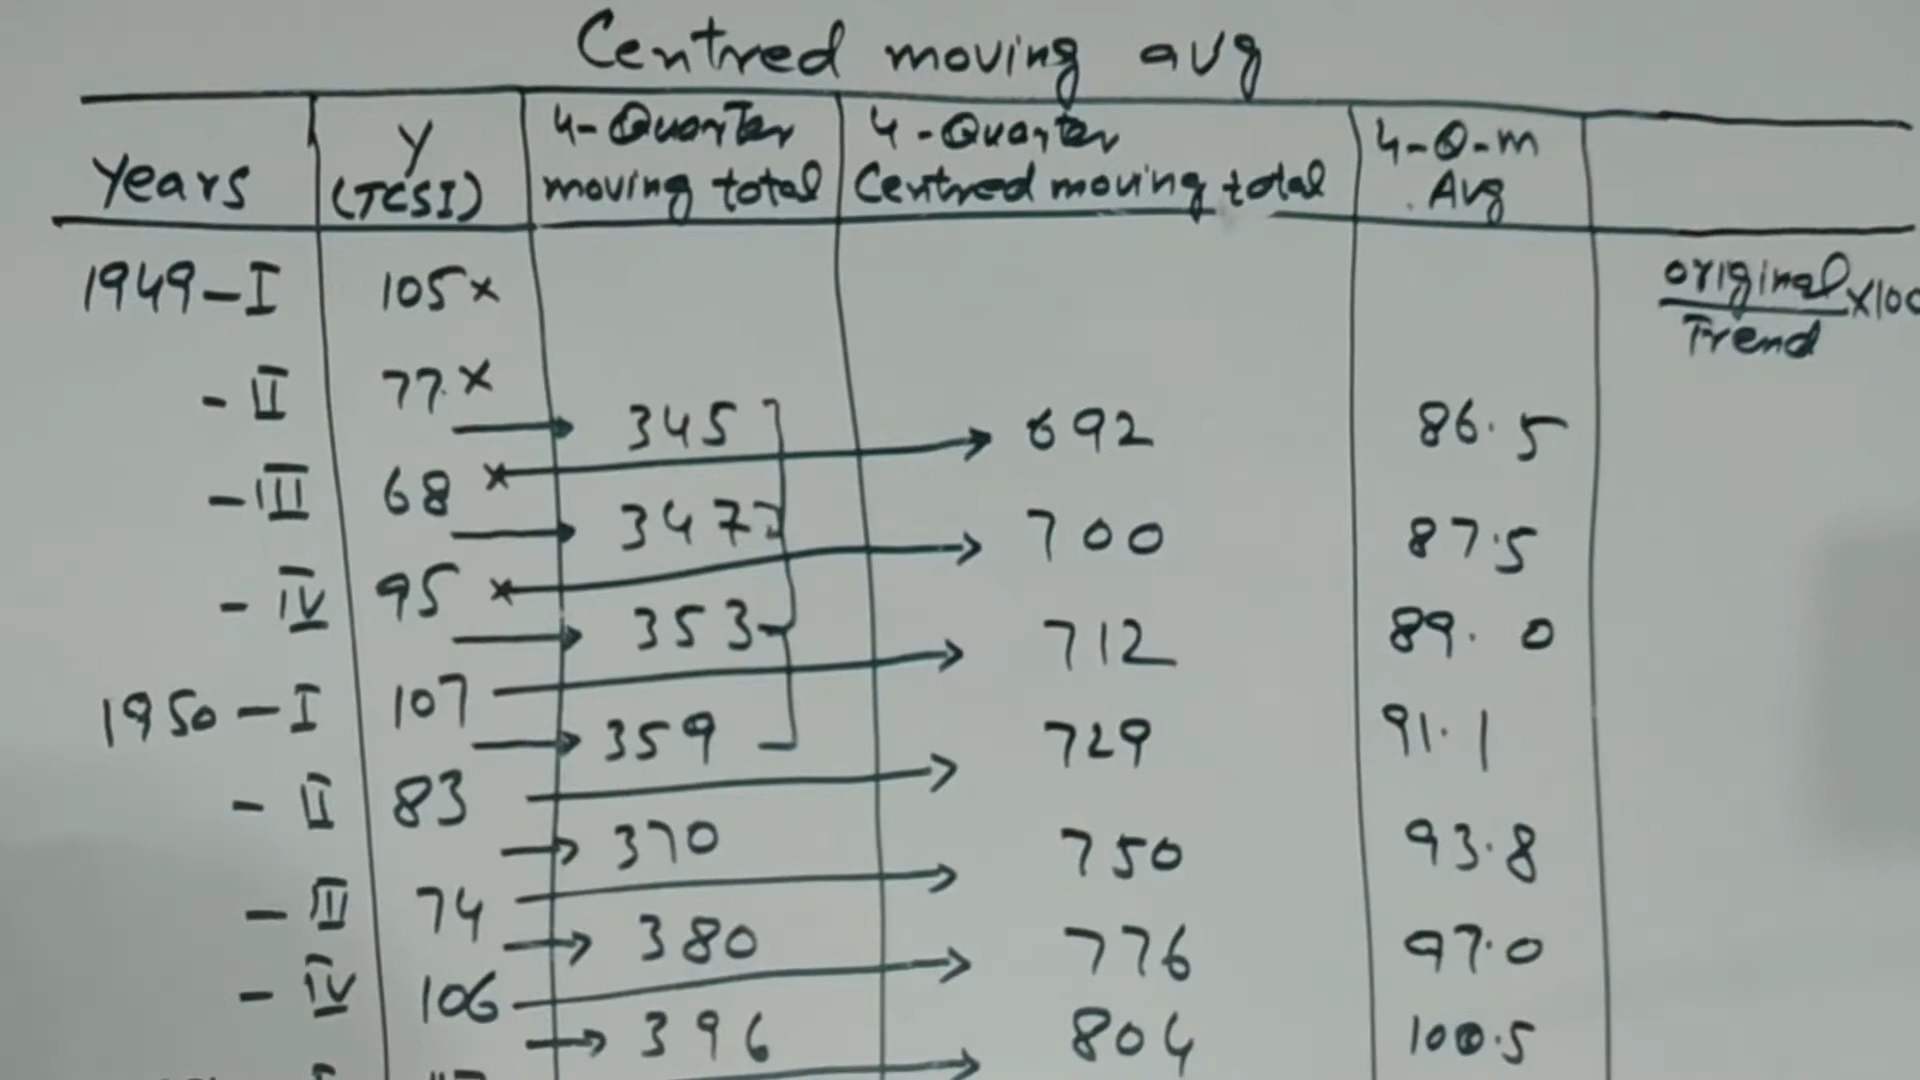 Centred moving avg
Years
Y (TCSI)
4-Quarter moving total
4-Quarter Centred moving total
4-Q-m Avg
1949-I 105 x
original/Trend x100
-II 77 x
345 692 86.5
-III 68 x
347 700 87.5
-IV 95 x
353 712 89.0
1950-I 107
359 729 91.1
-II 83
370 750 93.8
-III 74
380 776 97.0
-IV 106
396 804 100.5